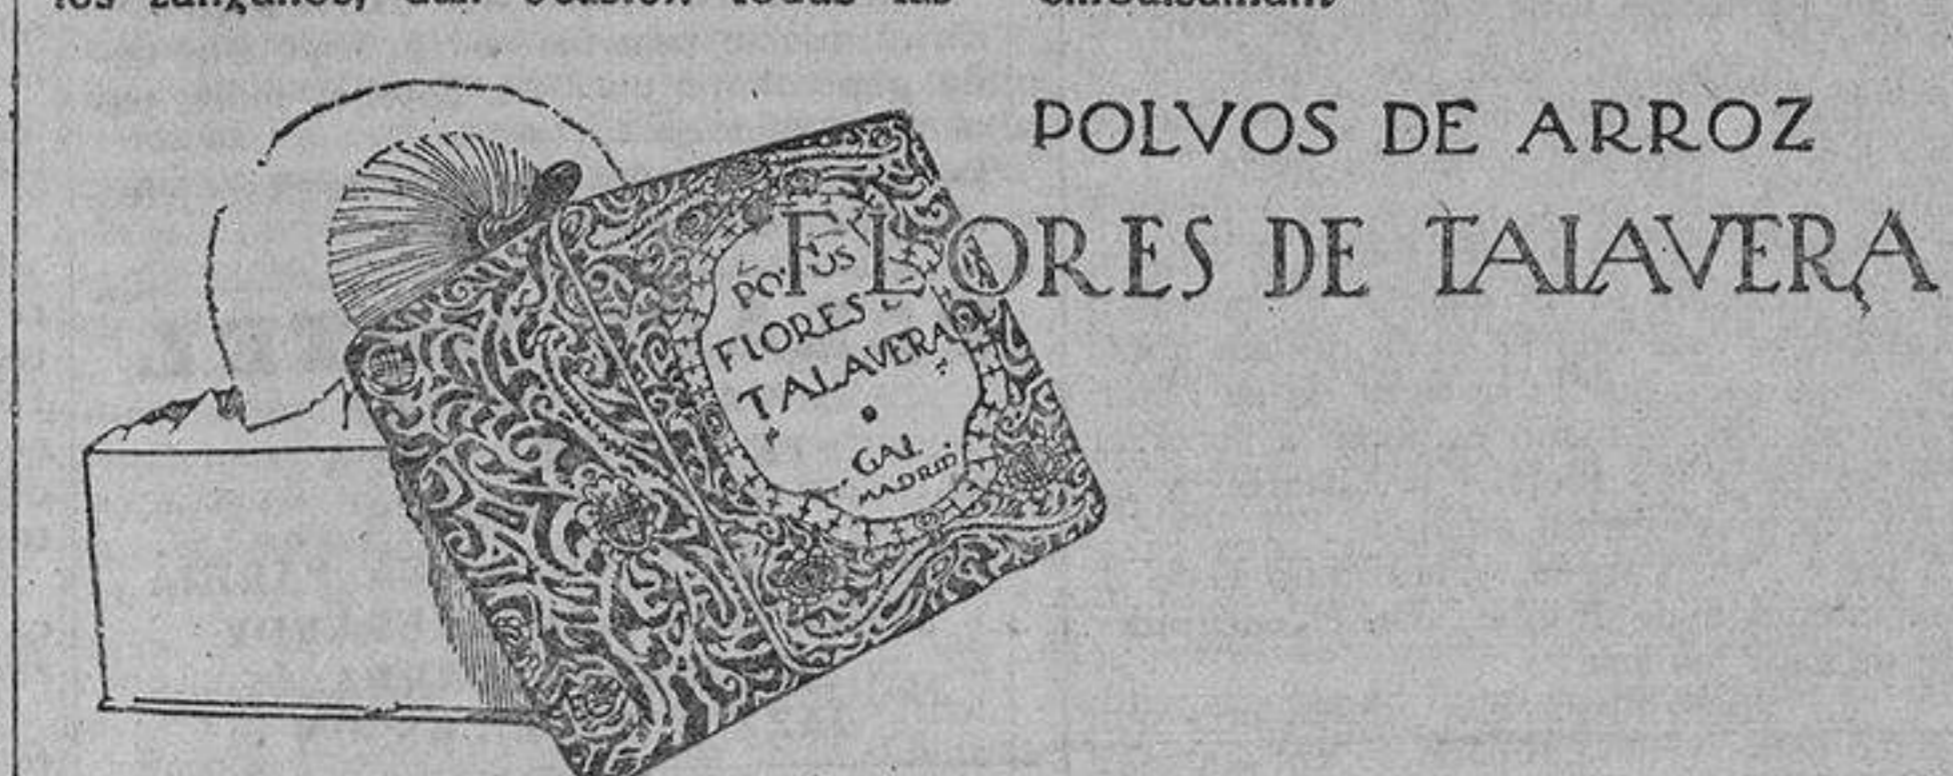 POLVOS DE ARROZ
FLORES DE TALAVERA
FLORES
TALAVERA
GAL
MADRID